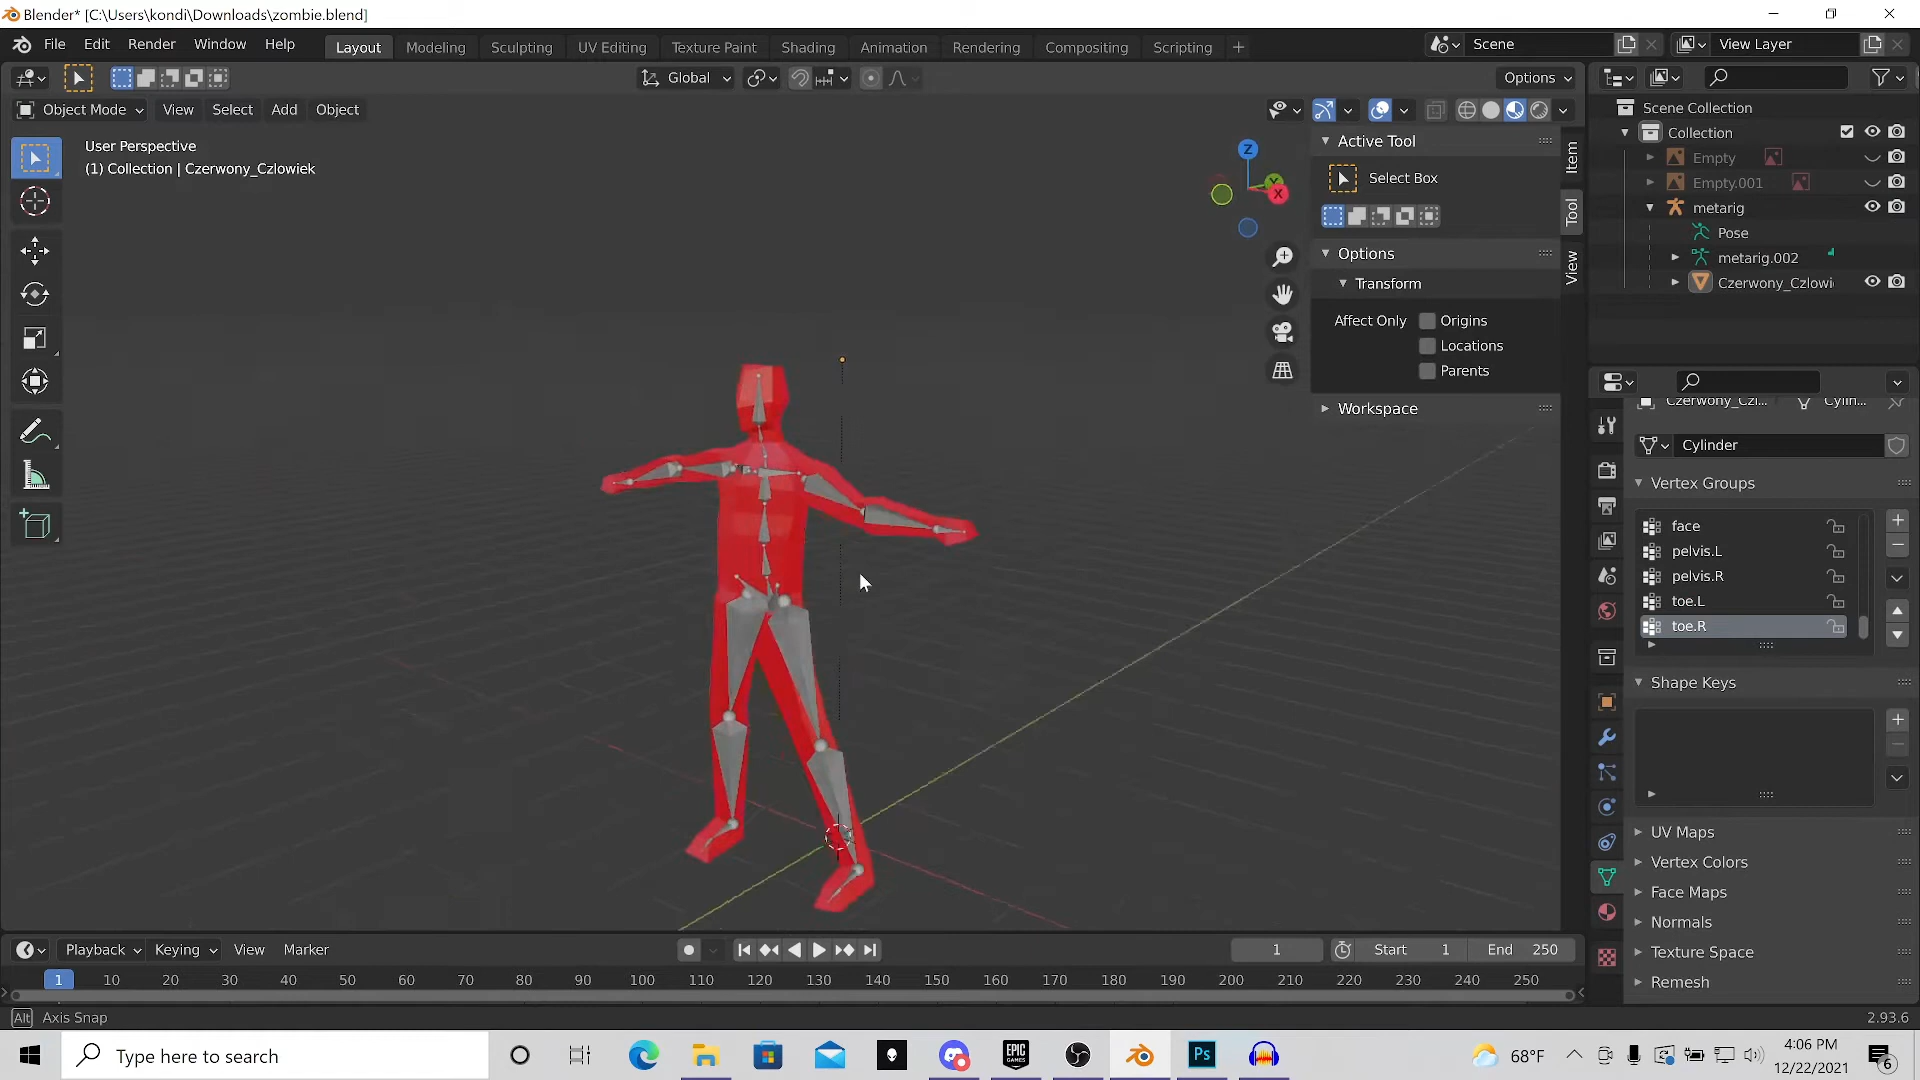 Blender* [C:\Users\kondi\Downloads\zombie.blend]
File Edit Render Window Help Layout Modeling Sculpting UV Editing Texture Paint Shading Animation Rendering Compositing Scripting + Scene View Layer
Global Options
Object Mode View Select Add Object
User Perspective
(1) Collection | Czerwony_Czlowiek
Z
Y
X
Active Tool
Select Box
Options
Transform
Affect Only Origins
Locations
Parents
Workspace
Item
Tool
View
Scene Collection
Collection
Empty
Empty.001
metarig
Pose
metarig.002
Czerwony_Czlowi
Czerwony_Czl... Cylin...
Cylinder
Vertex Groups
face
pelvis.L
pelvis.R
toe.L
toe.R
Shape Keys
UV Maps
Vertex Colors
Face Maps
Normals
Texture Space
Remesh
Playback Keying View Marker 1 Start 1 End 250
1 10 20 30 40 50 60 70 80 90 100 110 120 130 140 150 160 170 180 190 200 210 220 230 240 250
Alt Axis Snap 2.93.6
Type here to search EPIC GAMES Ps 68°F 4:06 PM
12/22/2021 6